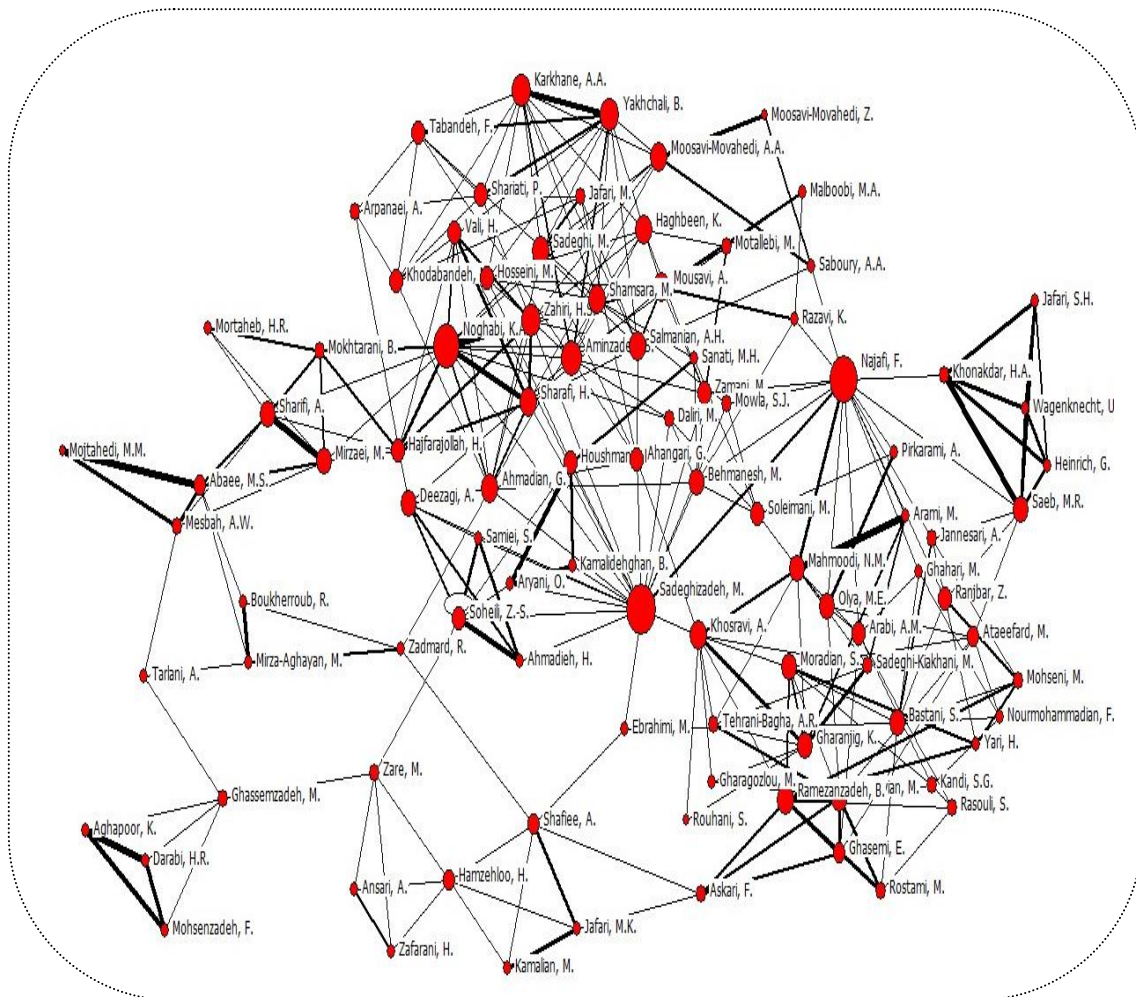 Karkhane, A.A.
Yakhchali, B.
Moosavi-Movahedi, Z.
Tabandeh, F.
Moosavi-Movahedi, A.A.
Shariati, P.
Jafari, M.
Malboobi, M.A.
Arpanaei, A.
Vali, H.
Haghbeen, K.
Sadeghi, M.
Motallebi, M.
Saboury, A.A.
Khodabandeh,
Hosseini, M.
Mousavi, A.
Shamsara, M.
Jafari, S.H.
Zahiri, H.S.
Razavi, K.
Mortaheb, H.R.
Noghabi, K.A.
Salmanian, A.H.
Mokhtarani, B.
Aminzadeh, S.
Sanati, M.H.
Najafi, F.
Khonakdar, H.A.
Sharafi, H.
Zamani, M.
Mowla, S.J.
Wagenknecht, U
Sharifi, A.
Daliri, M.
Mojtahedi, M.M.
Hajfarajollah, H.
Pirkarami, A.
Mirzaei, M.
Houshman
Ahangari, G.
Heinrich, G.
Abaee, M.S.
Ahmadian, G.
Behmanesh, M.
Deezagi, A.
Saeb, M.R.
Soleimani, M.
Arami, M.
Mesbah, A.W.
Samiei, S.
Jannesari, A.
Kamalidehghan, B.
Mahmoodi, N.M.
Ghahari, M.
Aryani, O.
Sadeghizadeh, M.
Ranjbar, Z.
Boukherroub, R.
Olya, M.E.
Soheili, Z.-S.
Khosravi, A.
Arabi, A.M.
Ataeefard, M.
Zadmard, R.
Mirza-Aghayan, M.
Ahmadieh, H.
Moradian, S.
Sadeghi-Kiakhani, M.
Tarlani, A.
Mohseni, M.
Nourmohammadian, F.
Bastani, S.
Ebrahimi, M.
Tehrani-Bagha, A.R.
Gharanjig, K.
Yari, H.
Zare, M.
Gharagozlou, M.
Kandi, S.G.
Ghassemzadeh, M.
Ramezanzadeh, B.
ian, M.
Rasouli, S.
Rouhani, S.
Aghapoor, K.
Shafiee, A.
Darabi, H.R.
Ghasemi, E.
Hamzehloo, H.
Ansari, A.
Askari, F.
Rostami, M.
Mohsenzadeh, F.
Jafari, M.K.
Zafarani, H.
Kamalian, M.